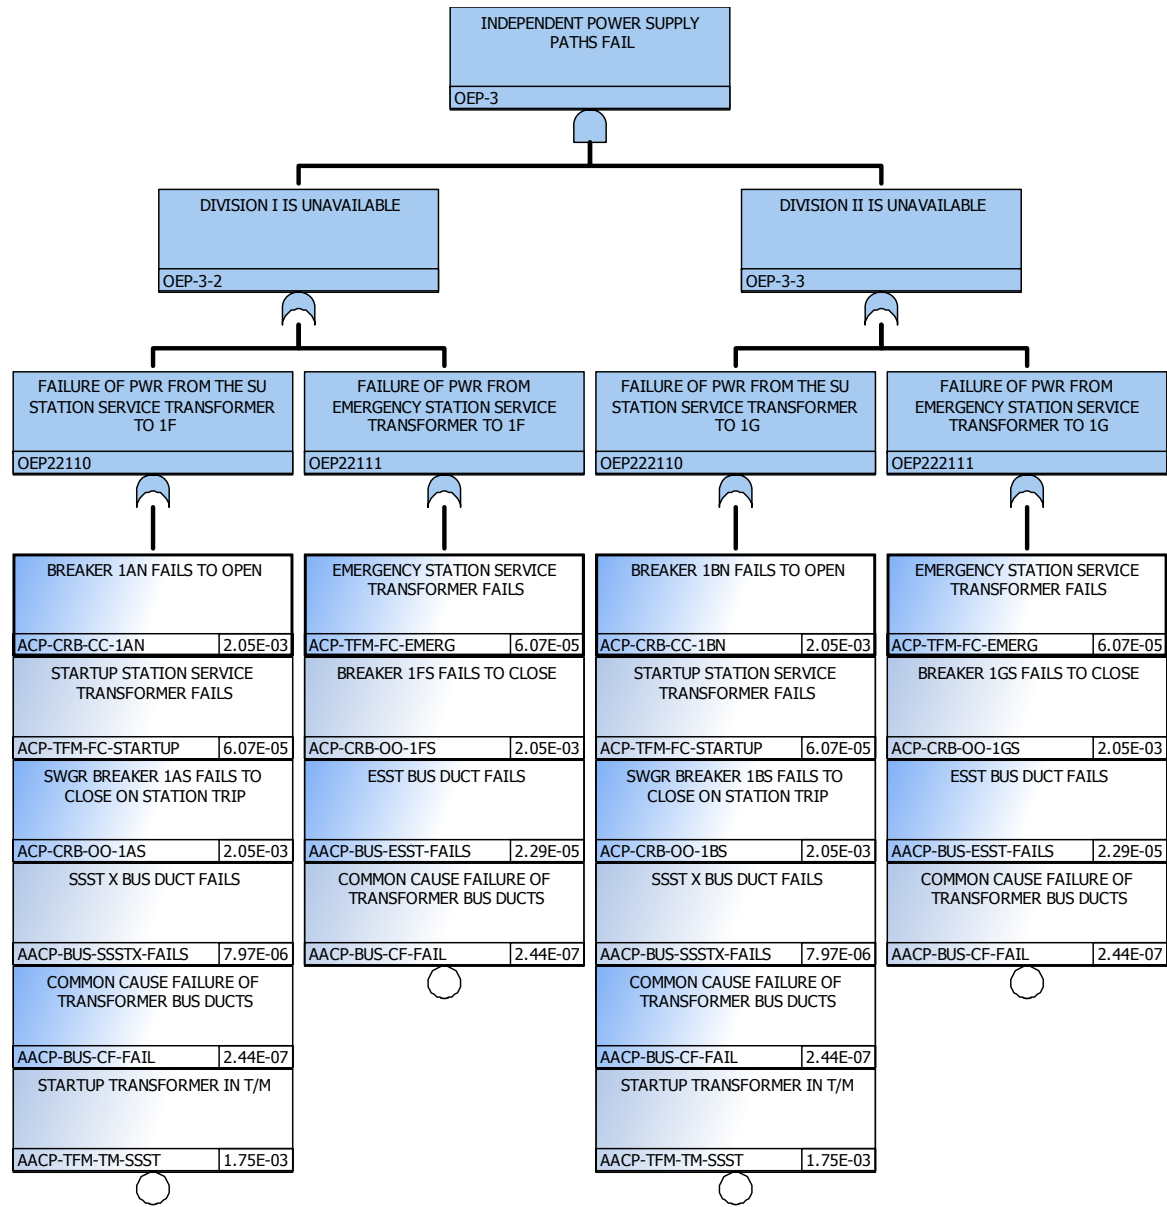 INDEPENDENT POWER SUPPLY
PATHS FAIL
OEP-3
DIVISION I IS UNAVAILABLE
OEP-3-2
DIVISION II IS UNAVAILABLE
OEP-3-3
FAILURE OF PWR FROM THE SU
STATION SERVICE TRANSFORMER
TO 1F
OEP22110
FAILURE OF PWR FROM
EMERGENCY STATION SERVICE
TRANSFORMER TO 1F
OEP22111
FAILURE OF PWR FROM THE SU
STATION SERVICE TRANSFORMER
TO 1G
OEP222110
FAILURE OF PWR FROM
EMERGENCY STATION SERVICE
TRANSFORMER TO 1G
OEP222111
BREAKER 1AN FAILS TO OPEN
ACP-CRB-CC-1AN 2.05E-03
STARTUP STATION SERVICE
TRANSFORMER FAILS
ACP-TFM-FC-STARTUP 6.07E-05
SWGR BREAKER 1AS FAILS TO
CLOSE ON STATION TRIP
ACP-CRB-OO-1AS 2.05E-03
SSST X BUS DUCT FAILS
AACP-BUS-SSSTX-FAILS 7.97E-06
COMMON CAUSE FAILURE OF
TRANSFORMER BUS DUCTS
AACP-BUS-CF-FAIL 2.44E-07
STARTUP TRANSFORMER IN T/M
AACP-TFM-TM-SSST 1.75E-03
EMERGENCY STATION SERVICE
TRANSFORMER FAILS
ACP-TFM-FC-EMERG 6.07E-05
BREAKER 1FS FAILS TO CLOSE
ACP-CRB-OO-1FS 2.05E-03
ESST BUS DUCT FAILS
AACP-BUS-ESST-FAILS 2.29E-05
COMMON CAUSE FAILURE OF
TRANSFORMER BUS DUCTS
AACP-BUS-CF-FAIL 2.44E-07
BREAKER 1BN FAILS TO OPEN
ACP-CRB-CC-1BN 2.05E-03
STARTUP STATION SERVICE
TRANSFORMER FAILS
ACP-TFM-FC-STARTUP 6.07E-05
SWGR BREAKER 1BS FAILS TO
CLOSE ON STATION TRIP
ACP-CRB-OO-1BS 2.05E-03
SSST X BUS DUCT FAILS
AACP-BUS-SSSTX-FAILS 7.97E-06
COMMON CAUSE FAILURE OF
TRANSFORMER BUS DUCTS
AACP-BUS-CF-FAIL 2.44E-07
STARTUP TRANSFORMER IN T/M
AACP-TFM-TM-SSST 1.75E-03
EMERGENCY STATION SERVICE
TRANSFORMER FAILS
ACP-TFM-FC-EMERG 6.07E-05
BREAKER 1GS FAILS TO CLOSE
ACP-CRB-OO-1GS 2.05E-03
ESST BUS DUCT FAILS
AACP-BUS-ESST-FAILS 2.29E-05
COMMON CAUSE FAILURE OF
TRANSFORMER BUS DUCTS
AACP-BUS-CF-FAIL 2.44E-07